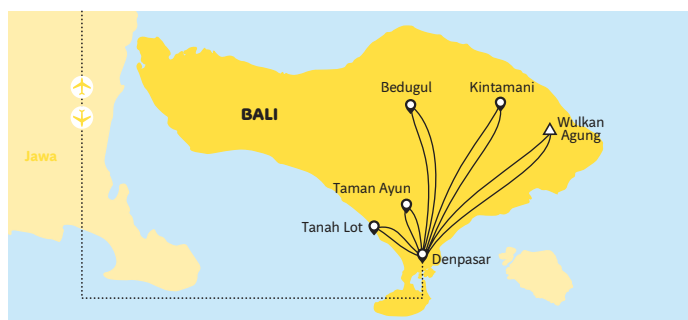 Bedugul
Kintamani
BALI
Wulkan
Agung
Jawa
Taman Ayun
Tanah Lot
Denpasar